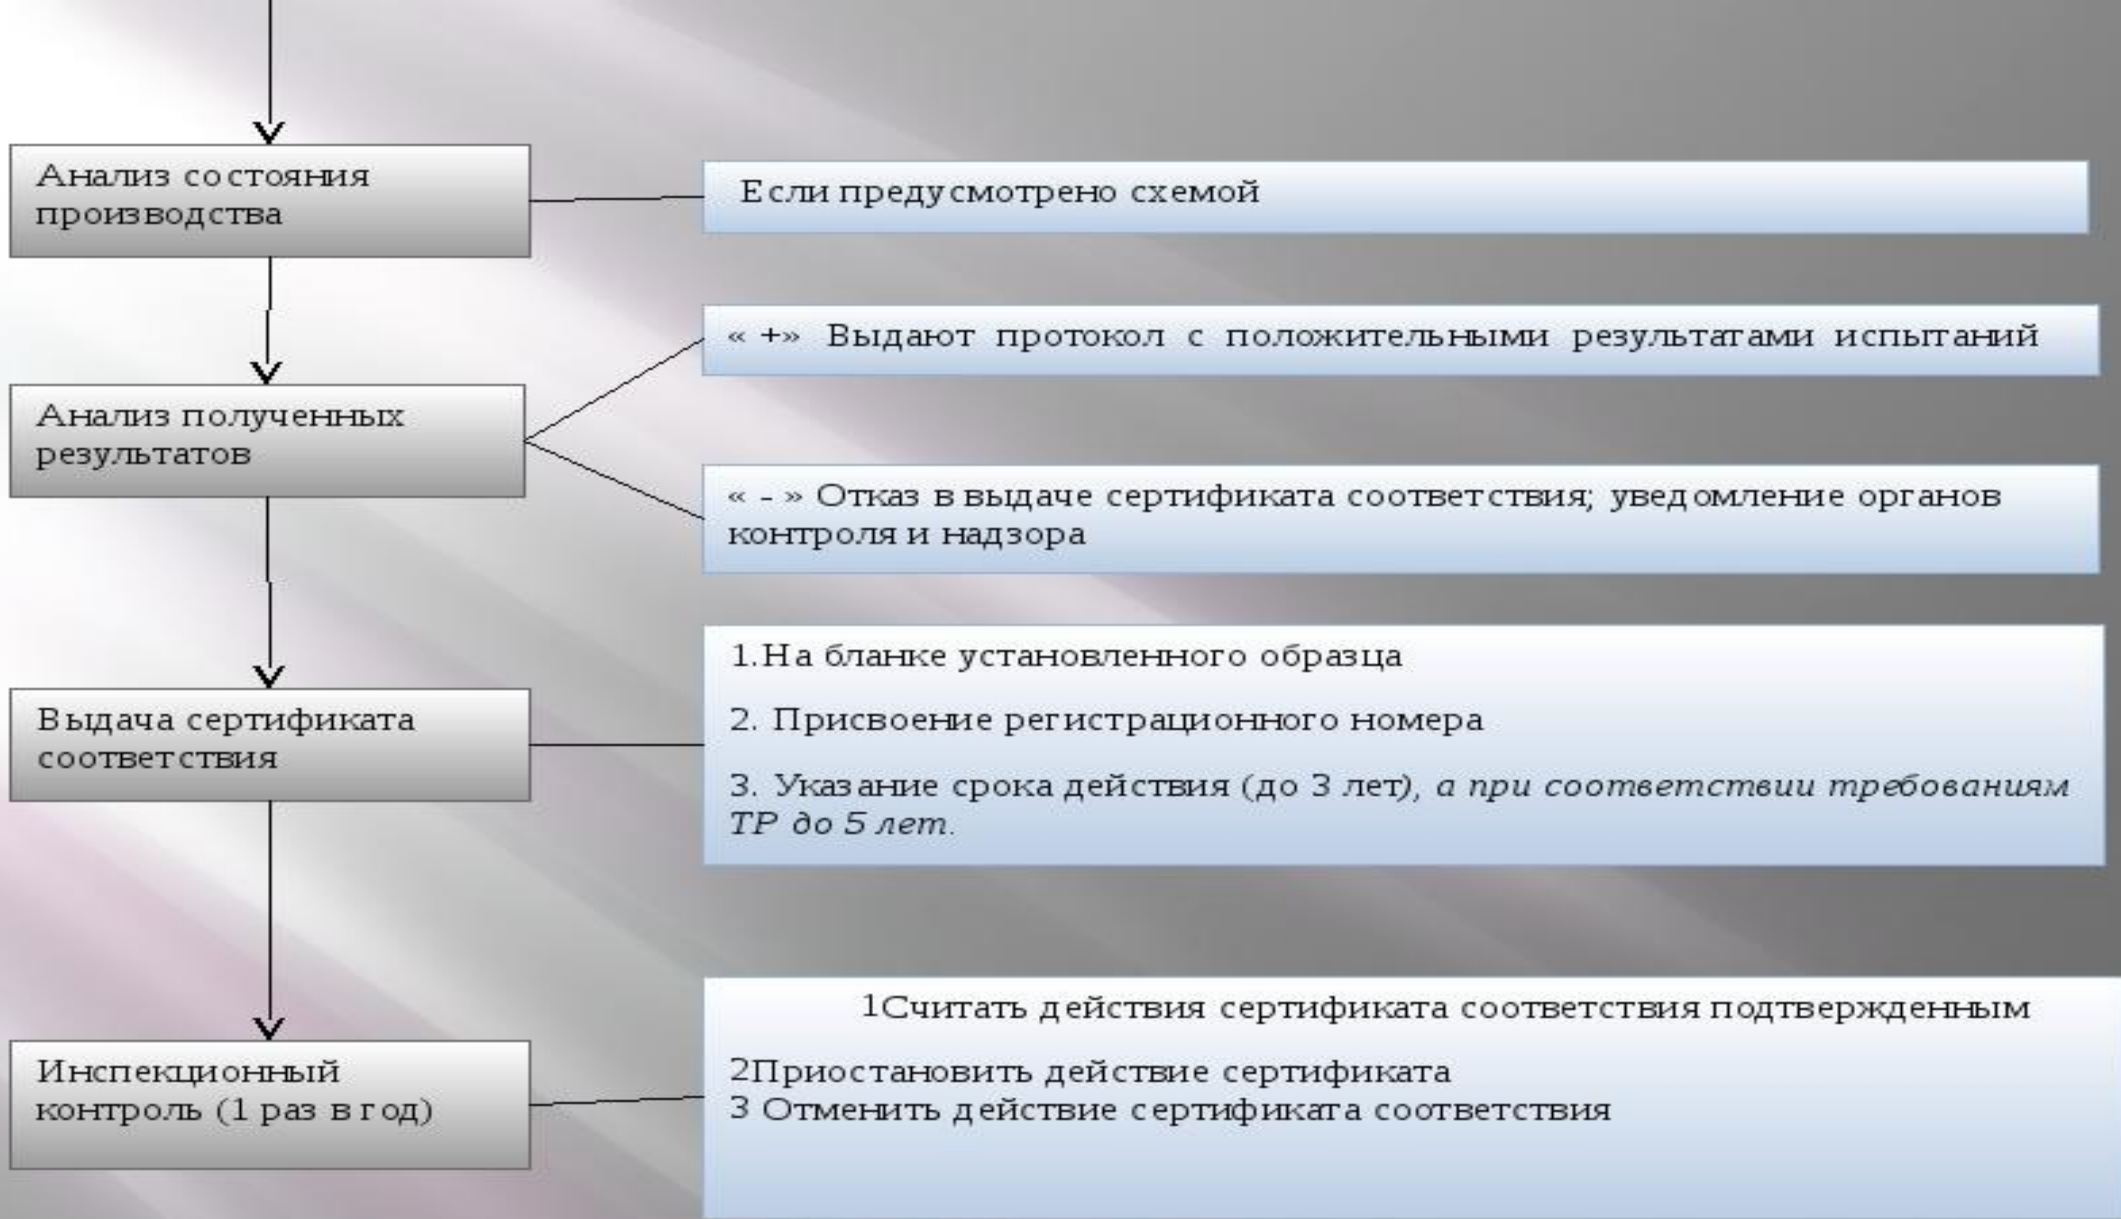 Анализ состояния
производства
Если предусмотрено схемой
« +» Выдают протокол с положительными результатами испытаний
Анализ полученных
результатов
« - » Отказ в выдаче сертификата соответствия; уведомление органов
контроля и надзора
1.На бланке установленного образца
2. Присвоение регистрационного номера
3. Указание срока действия (до 3 лет), а при соответствии требованиям
ТР до 5 лет.
Выдача сертификата
соответствия
1Считать действия сертификата соответствия подтвержденным
2Приостановить действие сертификата
3 Отменить действие сертификата соответствия
Инспекционный
контроль (1 раз в год)